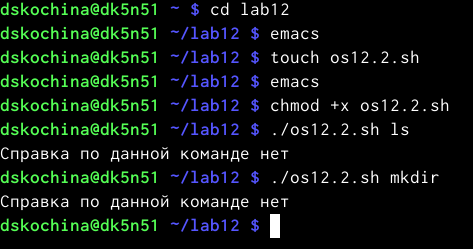 dskochina@dk5n51 ~ $ cd lab12
dskochina@dk5n51 ~/lab12 $ emacs
dskochina@dk5n51 ~/lab12 $ touch os12.2.sh
dskochina@dk5n51 ~/lab12 $ emacs
dskochina@dk5n51 ~/lab12 $ chmod +x os12.2.sh
dskochina@dk5n51 ~/lab12 $ ./os12.2.sh ls
Справка по данной команде нет
dskochina@dk5n51 ~/lab12 $ ./os12.2.sh mkdir
Справка по данной команде нет
dskochina@dk5n51 ~/lab12 $